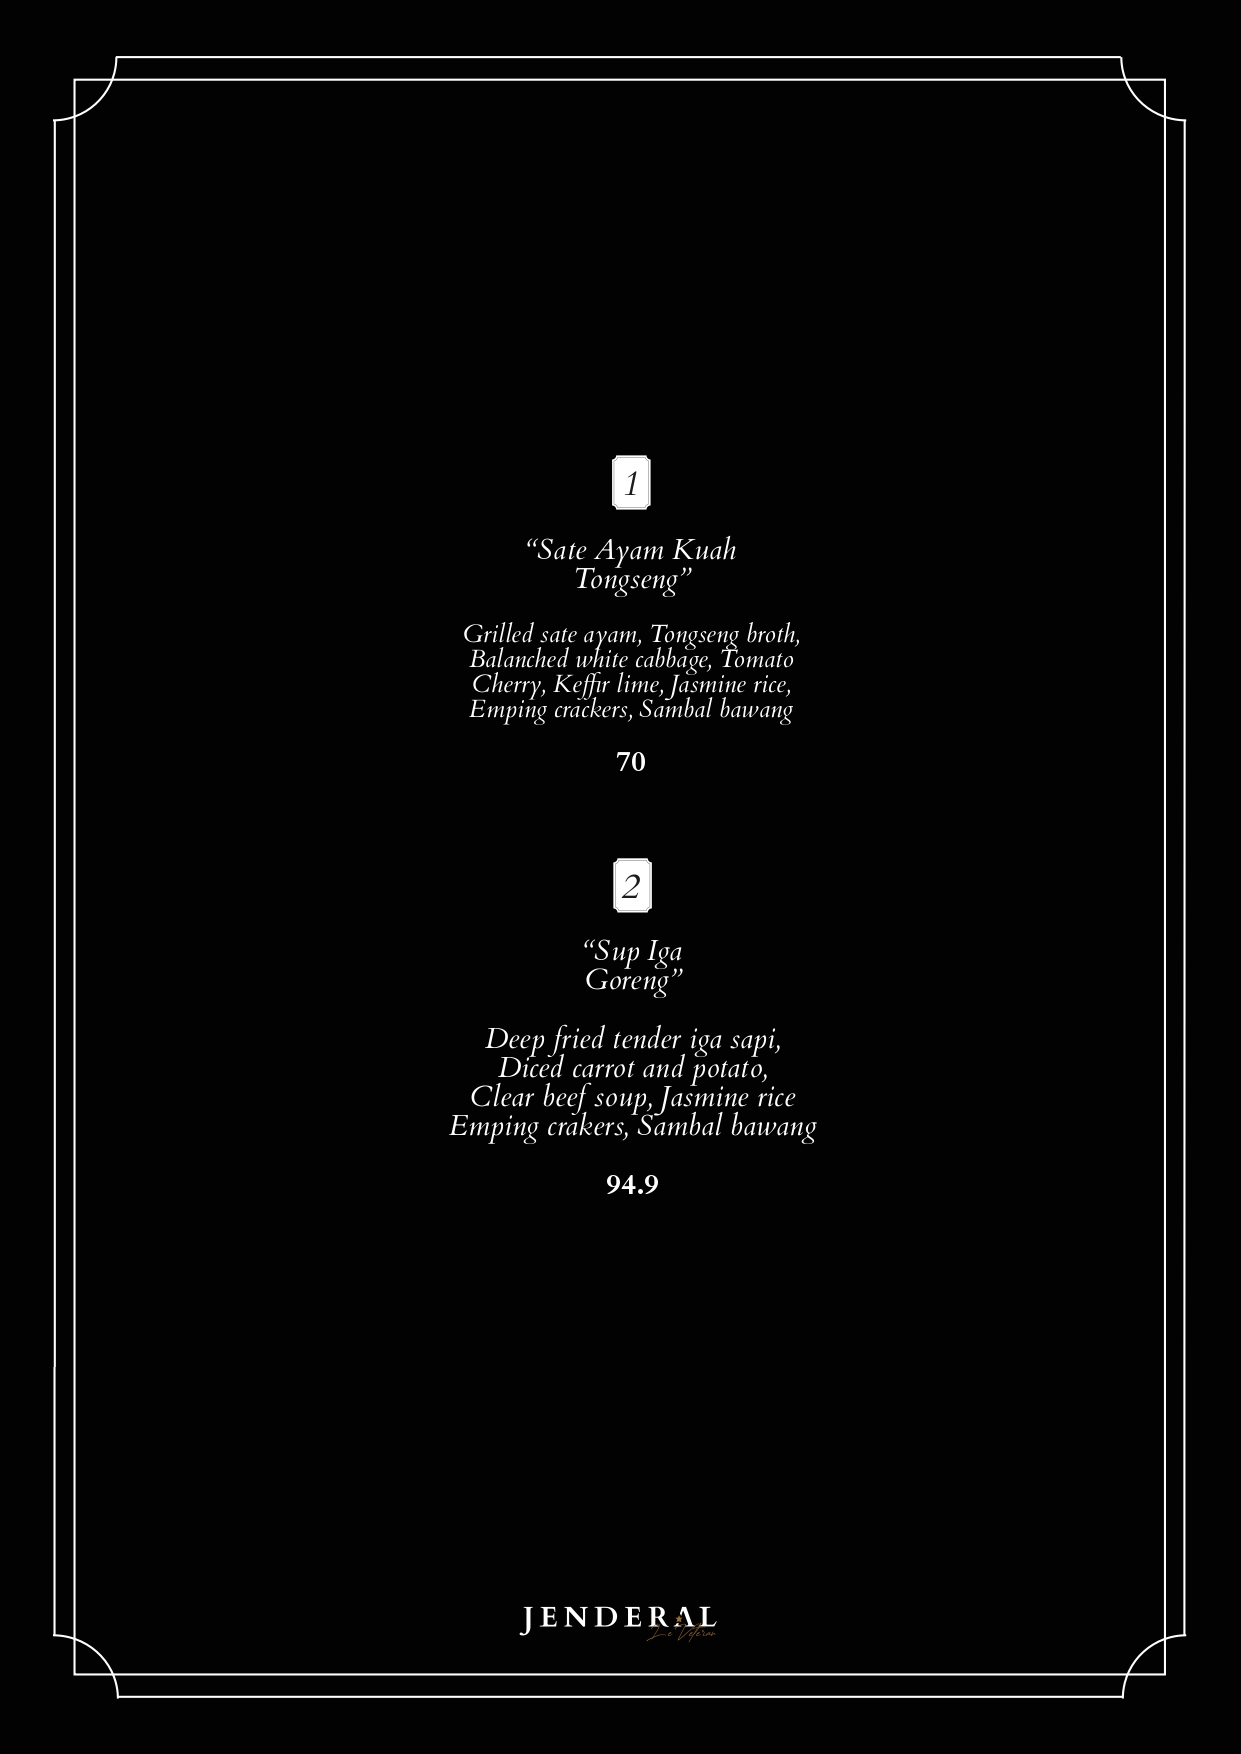 1
“Sate Ayam Kuah
Tongseng”
Grilled sate ayam, Tongseng broth,
Balanched white cabbage, Tomato
Cherry, Keffir lime, Jasmine rice,
Emping crackers, Sambal bawang
70
2
“Sup Iga
Goreng”
Deep fried tender iga sapi,
Diced carrot and potato,
Clear beef soup, Jasmine rice
Emping crakers, Sambal bawang
94.9
JENDERAL
Le Veteran